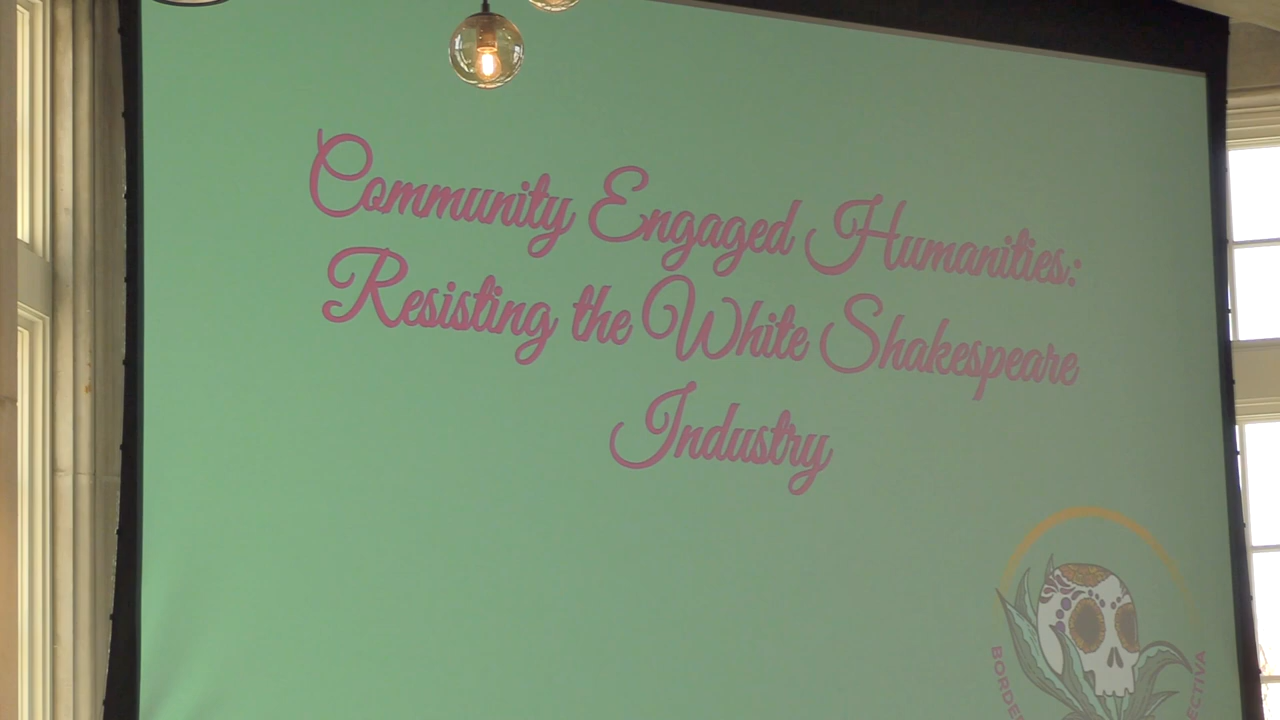 Community Engaged Humanities:
Resisting the White Shakespeare
Industry